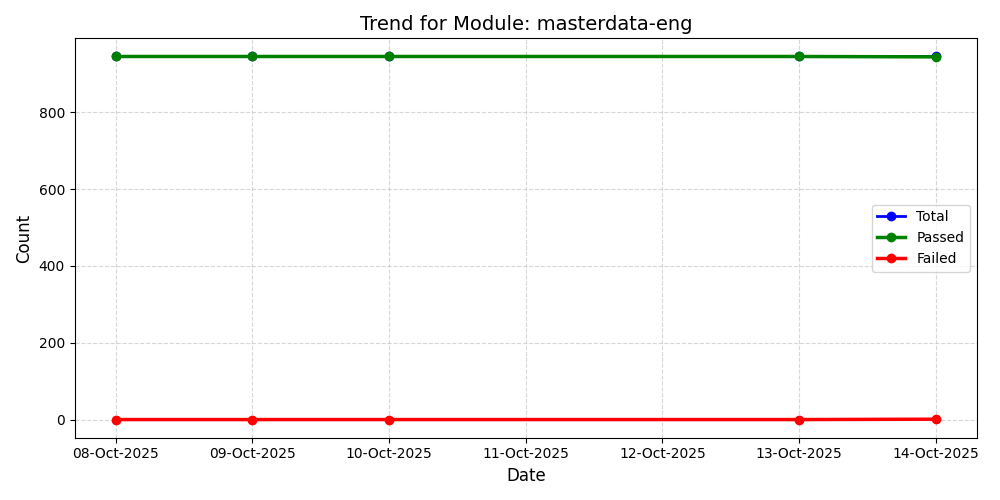 Trend for Module: masterdata-eng
Count
800
600
400
200
0
Total
Passed
Failed
08-Oct-2025
09-Oct-2025
10-Oct-2025
11-Oct-2025
12-Oct-2025
13-Oct-2025
14-Oct-2025
Date